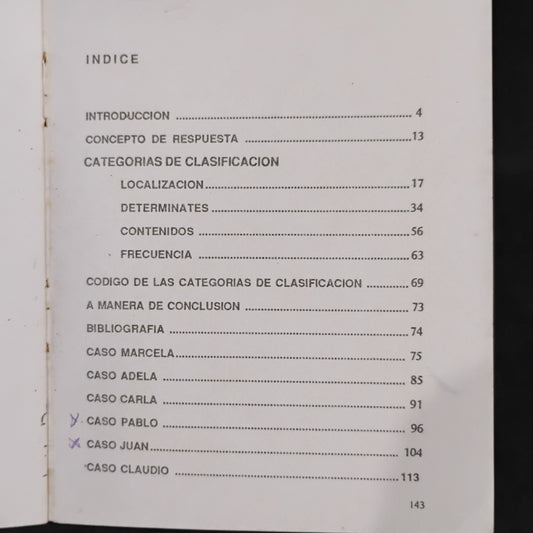 INDICE
INTRODUCCION ........................................ 4
CONCEPTO DE RESPUESTA ........................................ 13
CATEGORIAS DE CLASIFICACION
LOCALIZACION ........................................ 17
DETERMINATES ........................................ 34
CONTENIDOS ........................................ 56
FRECUENCIA ........................................ 63
CODIGO DE LAS CATEGORIAS DE CLASIFICACION ............ 69
A MANERA DE CONCLUSION ........................................ 73
BIBLIOGRAFIA ........................................ 74
CASO MARCELA ........................................ 75
CASO ADELA ........................................ 85
CASO CARLA ........................................ 91
CASO PABLO ........................................ 96
CASO JUAN ........................................ 104
CASO CLAUDIO ........................................ 113
143